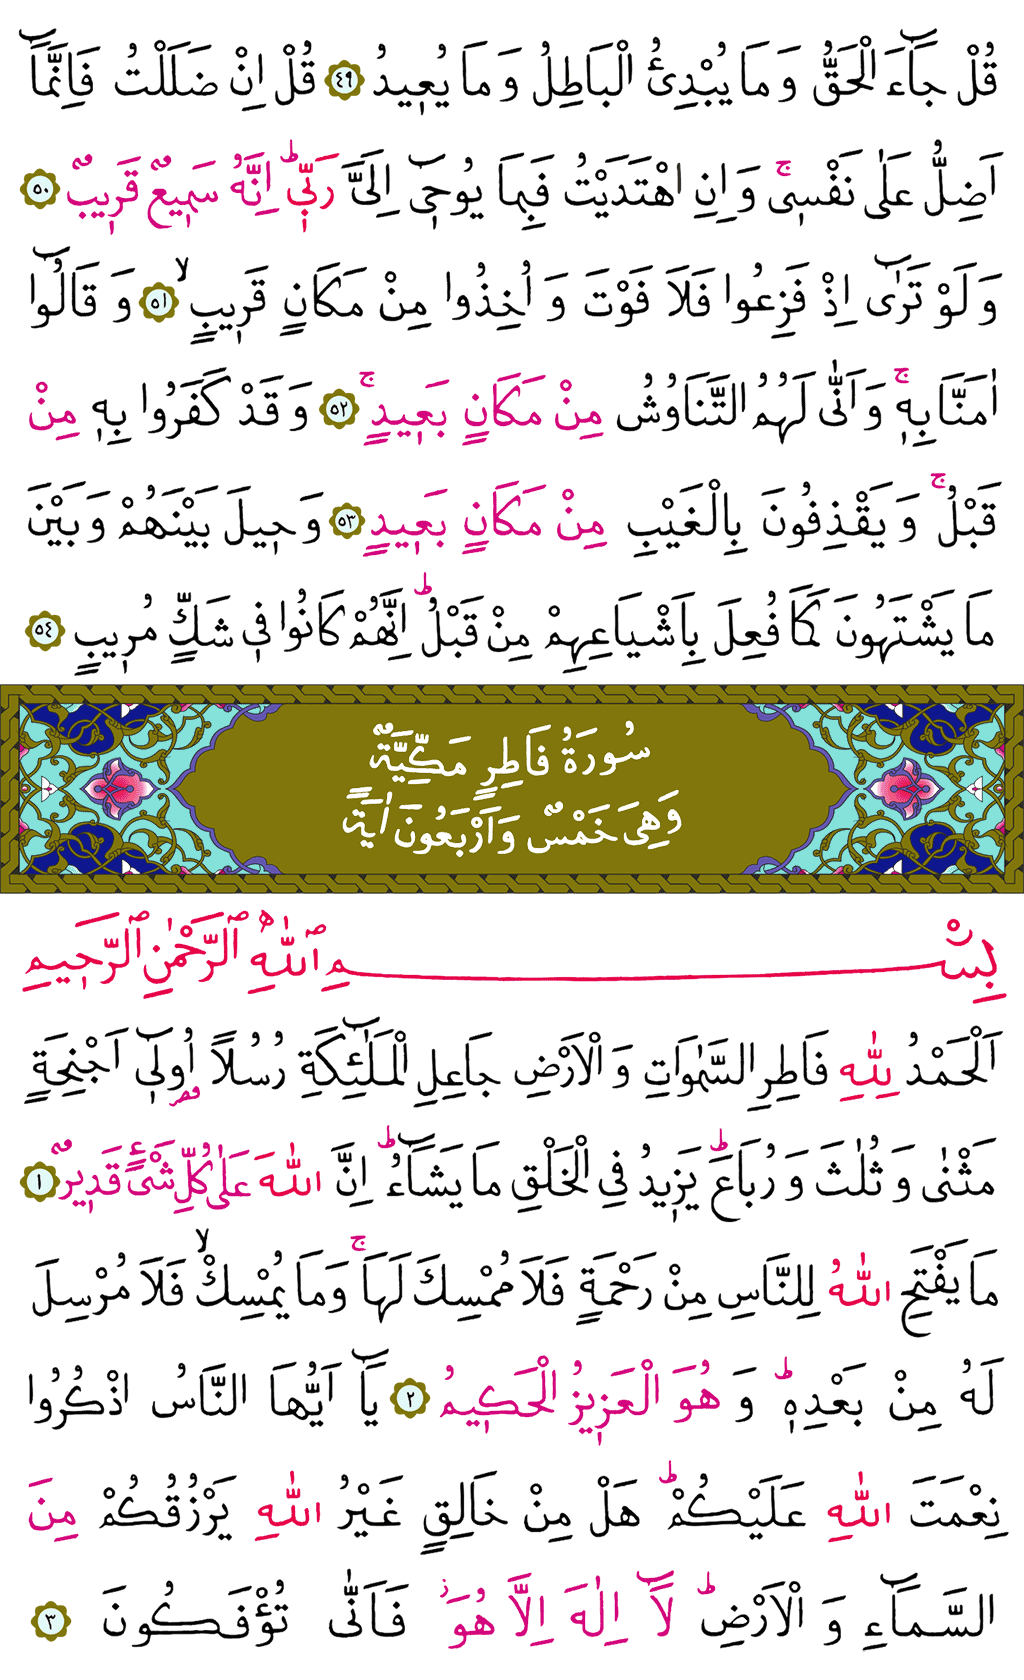 قُلْ جَٓاءَ الْحَقُّ وَمَا يُبْدِئُ الْبَاطِلُ وَمَا يُعٖيدُ ﴿٤٩﴾ قُلْ اِنْ ضَلَلْتُ فَاِنَّمَٓا
اَضِلُّ عَلٰى نَفْسٖىۚ وَاِنِ اهْتَدَيْتُ فَبِمَا يُوحٖٓى اِلَىَّ رَبّٖىؕ اِنَّهُ سَمٖيعٌ قَرٖيبٌ ﴿٥٠﴾
وَلَوْ تَرٰٓى اِذْ فَزِعُوا فَلَا فَوْتَ وَاُخِذُوا مِنْ مَكَانٍ قَرٖيبٍۙ ﴿٥١﴾ وَقَالُٓوا
اٰمَنَّا بِهٖۚ وَاَنّٰى لَهُمُ التَّنَاوُشُ مِنْ مَكَانٍ بَعٖيدٍۚ ﴿٥٢﴾ وَقَدْ كَفَرُوا بِهٖ مِنْ
قَبْلُۚ وَيَقْذِفُونَ بِالْغَيْبِ مِنْ مَكَانٍ بَعٖيدٍ ﴿٥٣﴾ وَحٖيلَ بَيْنَهُمْ وَبَيْنَ
مَا يَشْتَهُونَ كَمَا فُعِلَ بِاَشْيَاعِهِمْ مِنْ قَبْلُؕ اِنَّهُمْ كَانُوا فٖى شَكٍّ مُرٖيبٍ ﴿٥٤﴾
سُورَةُ فَاطِرٍ مَكِّيَّةٌ
وَهِىَ خَمْسٌ وَاَرْبَعُونَ اٰيَةً
بِسْمِ ٱللّٰهِ ٱلرَّحْمٰنِ ٱلرَّحٖيمِ
اَلْحَمْدُ لِلّٰهِ فَاطِرِ السَّمٰوَاتِ وَالْاَرْضِ جَاعِلِ الْمَلٰٓئِكَةِ رُسُلًا اُولٖٓى اَجْنِحَةٍ
مَثْنٰى وَثُلٰثَ وَرُبَاعَؕ يَزٖيدُ فِى الْخَلْقِ مَا يَشَٓاءُؕ اِنَّ اللّٰهَ عَلٰى كُلِّ شَىْءٍ قَدٖيرٌ ﴿١﴾
مَا يَفْتَحِ اللّٰهُ لِلنَّاسِ مِنْ رَحْمَةٍ فَلَا مُمْسِكَ لَهَاۚ وَمَا يُمْسِكْۙ فَلَا مُرْسِلَ
لَهُ مِنْ بَعْدِهٖؕ وَهُوَ الْعَزٖيزُ الْحَكٖيمُ ﴿٢﴾ يَٓا اَيُّهَا النَّاسُ اذْكُرُوا
نِعْمَتَ اللّٰهِ عَلَيْكُمْؕ هَلْ مِنْ خَالِقٍ غَيْرُ اللّٰهِ يَرْزُقُكُمْ مِنَ
السَّمَٓاءِ وَالْاَرْضِؕ لَٓا اِلٰهَ اِلَّا هُوَؗ فَاَنّٰى تُؤْفَكُونَ ﴿٣﴾